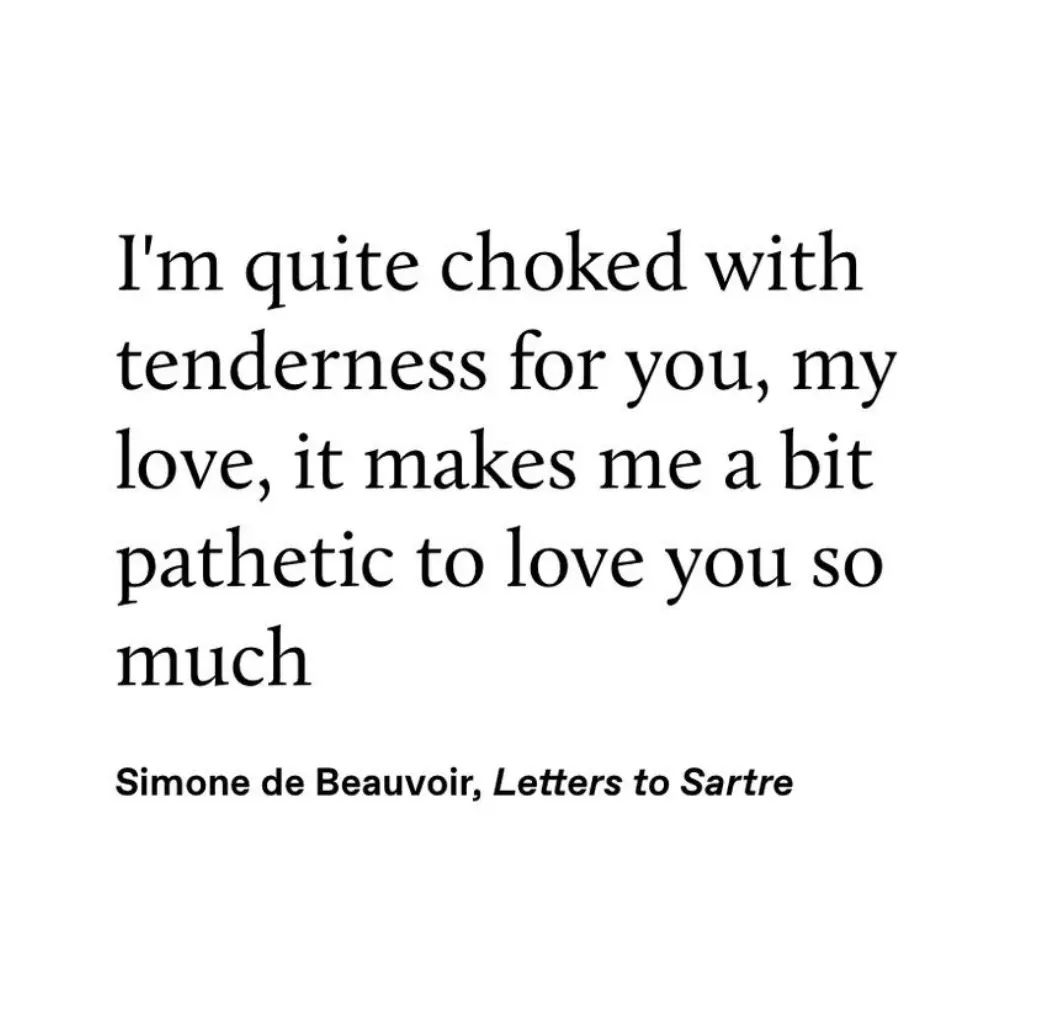 I'm quite choked with
tenderness for you, my
love, it makes me a bit
pathetic to love you so
much
Simone de Beauvoir, Letters to Sartre